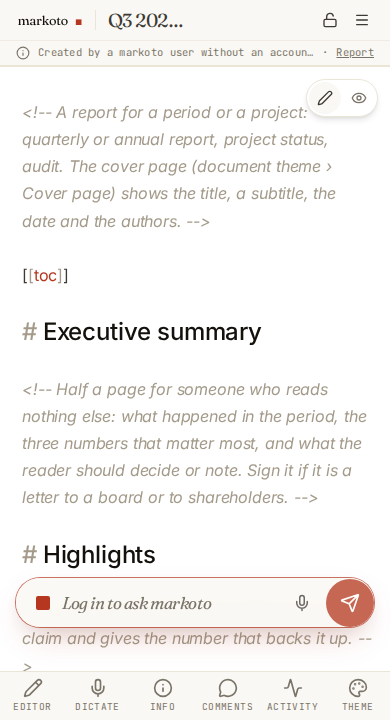 markoto
Q3 202...
Created by a markoto user without an accoun… · Report
<!-- A report for a period or a project:
quarterly or annual report, project status,
audit. The cover page (document theme ›
Cover page) shows the title, a subtitle, the
date and the authors. -->
[[toc]]
# Executive summary
<!-- Half a page for someone who reads
nothing else: what happened in the period, the
three numbers that matter most, and what the
reader should decide or note. Sign it if it is a
letter to a board or to shareholders. -->
# Highlights
Log in to ask markoto
claim and gives the number that backs it up. --
>
EDITOR DICTATE INFO COMMENTS ACTIVITY THEME